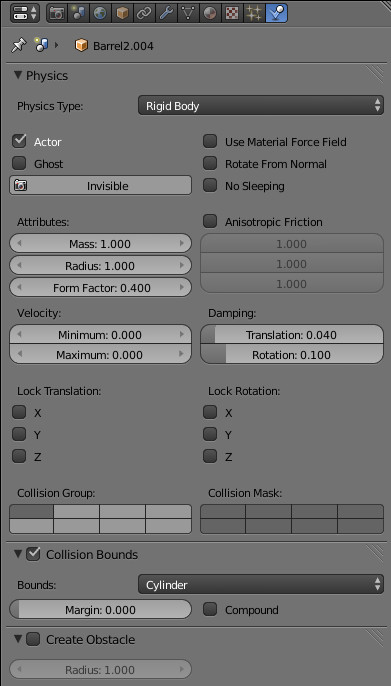 Barrel2.004
Physics
Physics Type: Rigid Body
Actor Use Material Force Field
Ghost Rotate From Normal
Invisible No Sleeping
Attributes: Anisotropic Friction
Mass: 1.000 1.000
Radius: 1.000 1.000
Form Factor: 0.400 1.000
Velocity: Damping:
Minimum: 0.000 Translation: 0.040
Maximum: 0.000 Rotation: 0.100
Lock Translation: Lock Rotation:
X X
Y Y
Z Z
Collision Group: Collision Mask:
Collision Bounds
Bounds: Cylinder
Margin: 0.000 Compound
Create Obstacle
Radius: 1.000